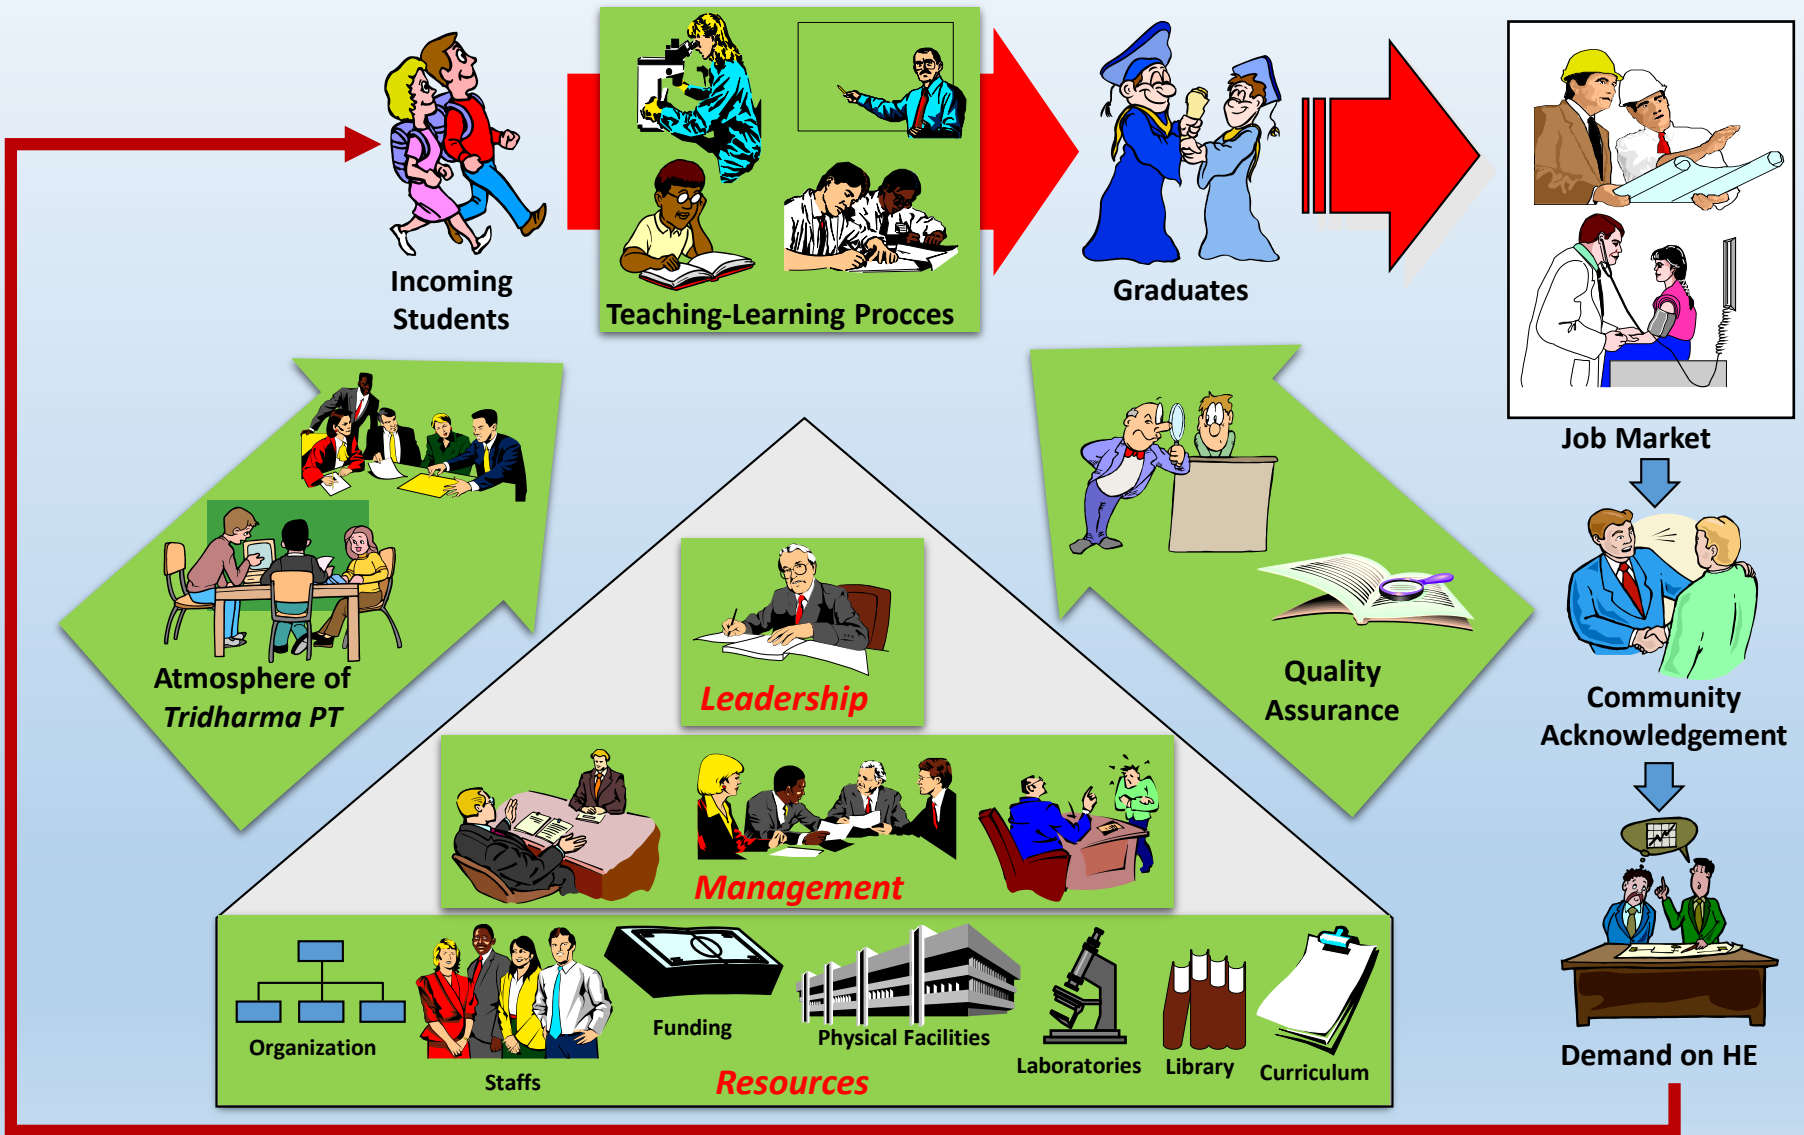 Incoming
Students
Teaching-Learning Procces
Graduates
Job Market
Atmosphere of
Tridharma PT
Leadership
Quality
Assurance
Community
Acknowledgement
Management
Organization
Staffs
Funding
Physical Facilities
Laboratories
Library
Curriculum
Resources
Demand on HE